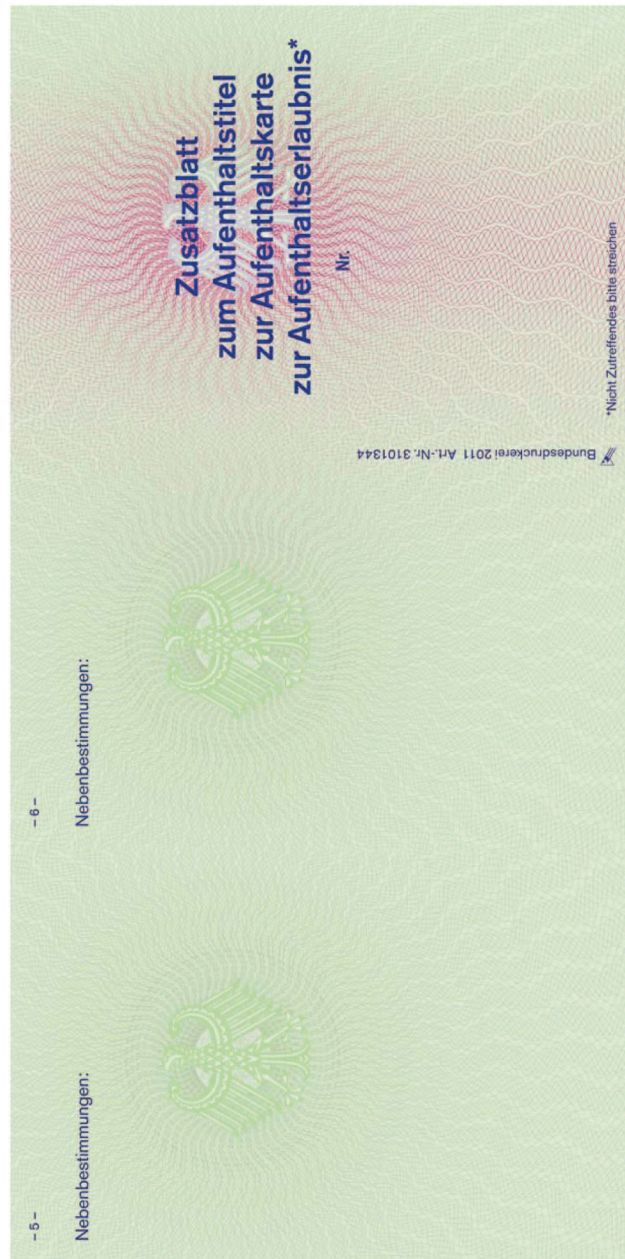 Zusatzblatt
zum Aufenthaltstitel
zur Aufenthaltskarte
zur Aufenthaltserlaubnis*
Nr.
*Nicht Zutreffendes bitte streichen
Bundesdruckerei 2011 Art.-Nr. 3101344
– 6 –
Nebenbestimmungen:
– 5 –
Nebenbestimmungen: